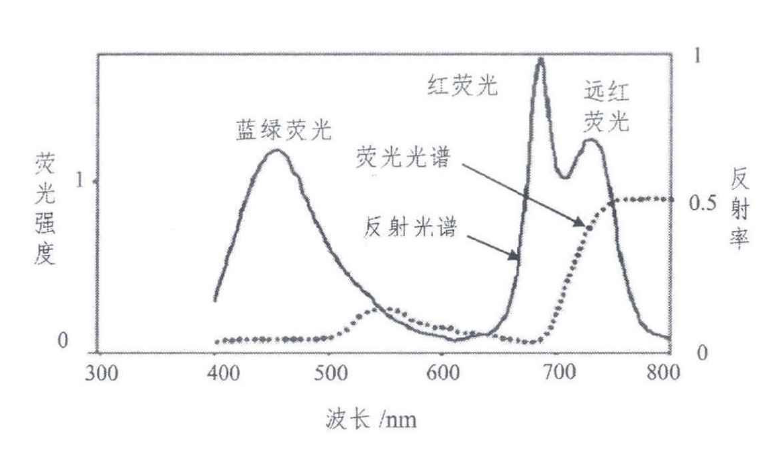 红荧光
远红
荧光
蓝绿荧光
荧光光谱
反射光谱
荧光强度
1
0
反射率
1
0.5
0
300
400
500
600
700
800
波长/nm